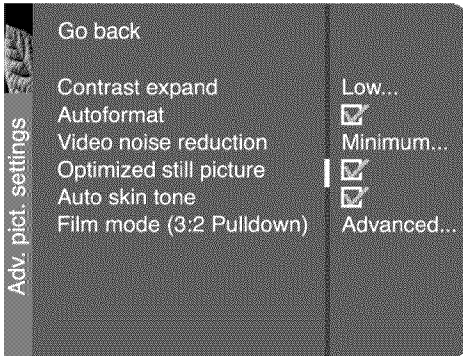 Go back
Adv. pict. settings
Contrast expand Low...
Autoformat
Video noise reduction Minimum...
Optimized still picture
Auto skin tone
Film mode (3:2 Pulldown) Advanced...